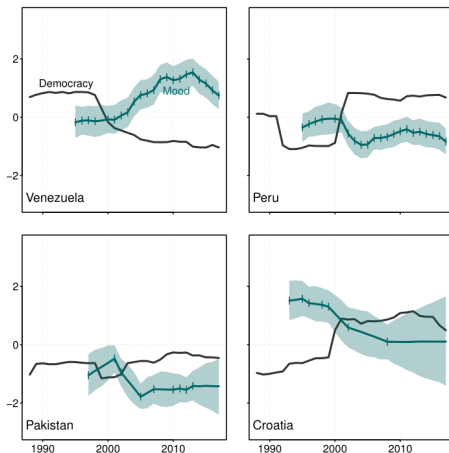 2
0
−2
Democracy
Mood
Venezuela
Peru
2
0
−2
Pakistan
Croatia
1990
2000
2010
1990
2000
2010